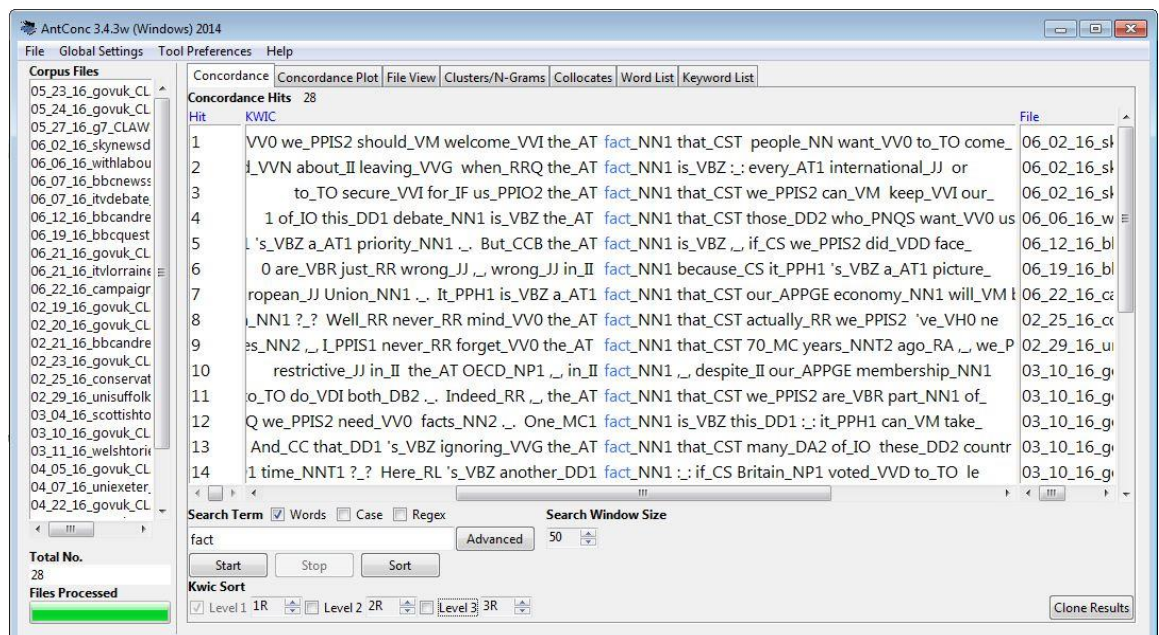 AntConc 3.4.3w (Windows) 2014
File Global Settings Tool Preferences Help
Corpus Files
05_23_16_govuk_CL
05_24_16_govuk_CL
05_27_16_g7_CLAW
06_02_16_skynewsd
06_06_16_withlabou
06_07_16_bbcnewss
06_07_16_itvdebate_
06_12_16_bbcandre
06_19_16_bbcquest
06_21_16_govuk_CL
06_21_16_itvlorraine
06_22_16_campaigr
02_19_16_govuk_CL
02_20_16_govuk_CL
02_21_16_bbcandre
02_23_16_govuk_CL
02_25_16_conservat
02_29_16_unisuffolk
03_04_16_scottishto
03_10_16_govuk_CL
03_11_16_welshtorie
04_05_16_govuk_CL
04_07_16_uniexeter_
04_22_16_govuk_CL
Total No.
28
Files Processed
Concordance Concordance Plot File View Clusters/N-Grams Collocates Word List Keyword List
Concordance Hits 28
Hit KWIC File
1 VV0 we_PPIS2 should_VM welcome_VVI the_AT fact_NN1 that_CST people_NN want_VV0 to_TO come_ 06_02_16_sk
2 _VVN about_II leaving_VVG when_RRQ the_AT fact_NN1 is_VBZ :_: every_AT1 international_JJ or 06_02_16_sk
3 to_TO secure_VVI for_IF us_PPIO2 the_AT fact_NN1 that_CST we_PPIS2 can_VM keep_VVI our_ 06_02_16_sk
4 1 of_IO this_DD1 debate_NN1 is_VBZ the_AT fact_NN1 that_CST those_DD2 who_PNQS want_VV0 us 06_06_16_w
5 's_VBZ a_AT1 priority_NN1 ._. But_CCB the_AT fact_NN1 is_VBZ ,_, if_CS we_PPIS2 did_VDD face_ 06_12_16_bl
6 0 are_VBR just_RR wrong_JJ ,_, wrong_JJ in_II fact_NN1 because_CS it_PPH1 's_VBZ a_AT1 picture_ 06_19_16_bl
7 ropean_JJ Union_NN1 ._. It_PPH1 is_VBZ a_AT1 fact_NN1 that_CST our_APPGE economy_NN1 will_VM 06_22_16_ca
8 _NN1 ?_? Well_RR never_RR mind_VV0 the_AT fact_NN1 that_CST actually_RR we_PPIS2 've_VH0 ne 02_25_16_co
9 es_NN2 ,_, I_PPIS1 never_RR forget_VV0 the_AT fact_NN1 that_CST 70_MC years_NNT2 ago_RA ,_, we_P 02_29_16_u
10 restrictive_JJ in_II the_AT OECD_NP1 ,_, in_II fact_NN1 ,_, despite_II our_APPGE membership_NN1 03_10_16_g
11 o_TO do_VDI both_DB2 ._. Indeed_RR ,_, the_AT fact_NN1 that_CST we_PPIS2 are_VBR part_NN1 of_ 03_10_16_g
12 Q we_PPIS2 need_VV0 facts_NN2 ._. One_MC1 fact_NN1 is_VBZ this_DD1 :_: it_PPH1 can_VM take_ 03_10_16_g
13 And_CC that_DD1 's_VBZ ignoring_VVG the_AT fact_NN1 that_CST many_DA2 of_IO these_DD2 countr 03_10_16_g
14 1 time_NNT1 ?_? Here_RL 's_VBZ another_DD1 fact_NN1 :_: if_CS Britain_NP1 voted_VVD to_TO le 03_10_16_g
Search Term Words Case Regex Search Window Size
fact Advanced 50
Start Stop Sort
Kwic Sort
Level 1 1R Level 2 2R Level 3 3R Clone Results